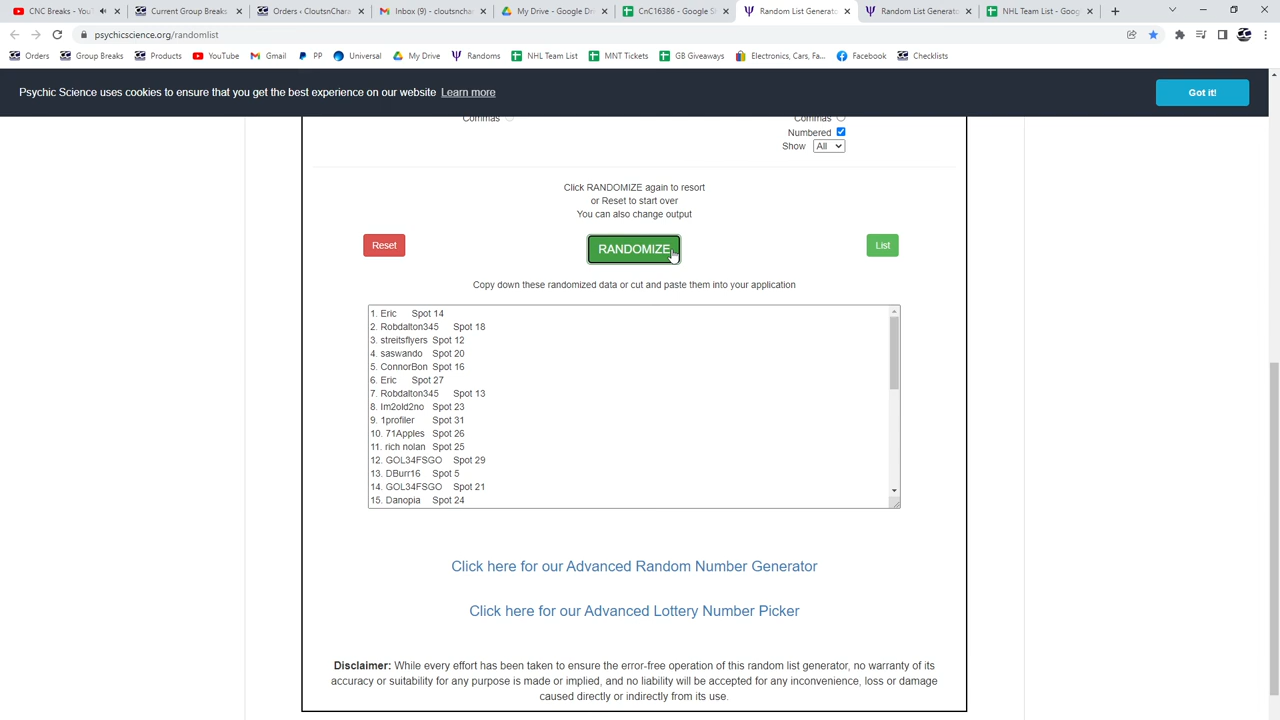 CNC Breaks - You
Current Group Breaks
Orders · CloutsnChara
Inbox (9) - cloutsnchar
My Drive - Google Dri
CnC16386 - Google Sh
Random List Generato
Random List Generato
NHL Team List - Goog
psychicscience.org/randomlist
Orders
Group Breaks
Products
YouTube
Gmail
PP
Universal
My Drive
Randoms
NHL Team List
MNT Tickets
GB Giveaways
Electronics, Cars, Fa...
Facebook
Checklists
Psychic Science uses cookies to ensure that you get the best experience on our website Learn more
Got it!
Commas
Commas
Numbered
Show All
Click RANDOMIZE again to resort
or Reset to start over
You can also change output
Reset
RANDOMIZE
List
Copy down these randomized data or cut and paste them into your application
1. Eric Spot 14
2. Robdalton345 Spot 18
3. streitsflyers Spot 12
4. saswando Spot 20
5. ConnorBon Spot 16
6. Eric Spot 27
7. Robdalton345 Spot 13
8. Im2old2no Spot 23
9. 1profiler Spot 31
10. 71Apples Spot 26
11. rich nolan Spot 25
12. GOL34FSGO Spot 29
13. DBurr16 Spot 5
14. GOL34FSGO Spot 21
15. Danopia Spot 24
Click here for our Advanced Random Number Generator
Click here for our Advanced Lottery Number Picker
Disclaimer: While every effort has been taken to ensure the error-free operation of this random list generator, no warranty of its
accuracy or suitability for any purpose is made or implied, and no liability will be accepted for any inconvenience, loss or damage
caused directly or indirectly from its use.